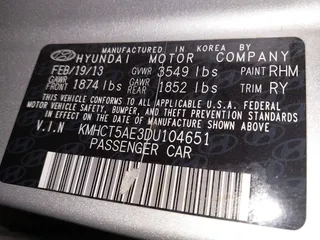 MANUFACTURED IN KOREA BY
HYUNDAI MOTOR COMPANY
FEB/19/13 GVWR 3549 lbs PAINT RHM
GAWR FRONT 1874 lbs GAWR REAR 1852 lbs TRIM RY
THIS VEHICLE CONFORMS TO ALL APPLICABLE U.S. FEDERAL
MOTOR VEHICLE SAFETY, BUMPER, AND THEFT PREVENTION
STANDARDS IN EFFECT ON THE DATE OF MANUFACTURE SHOWN ABOVE.
V.I.N KMHCT5AE3DU104651
PASSENGER CAR